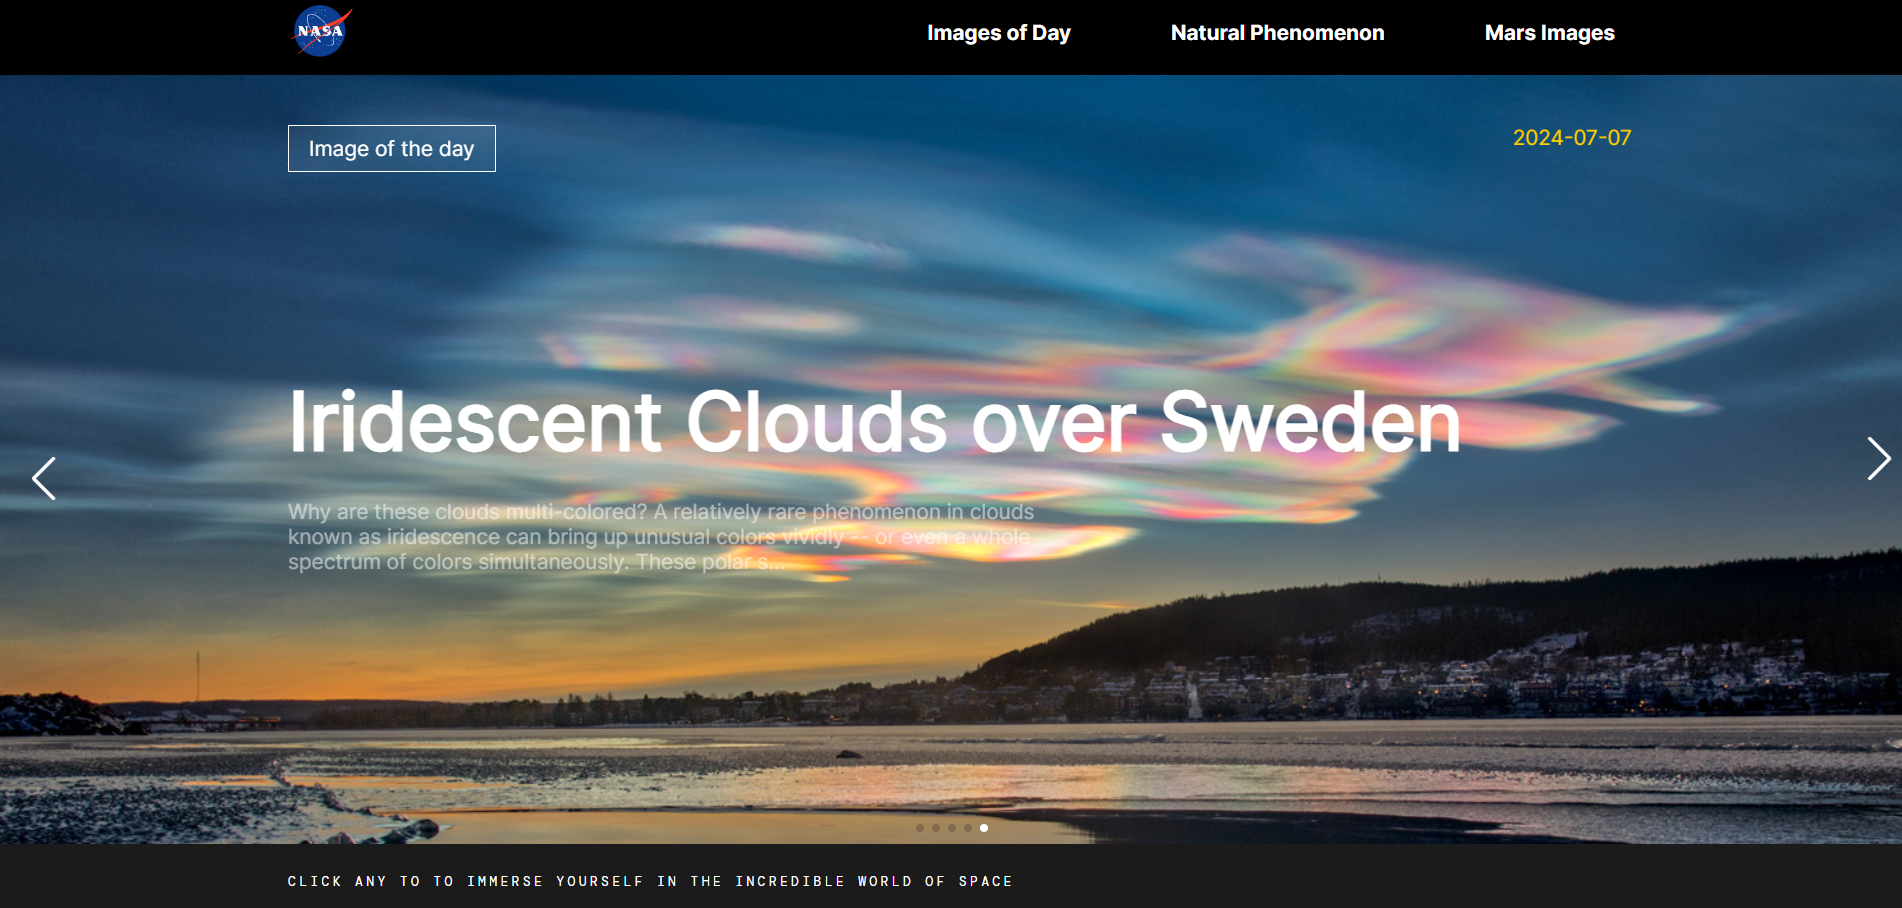 NASA
Images of Day
Natural Phenomenon
Mars Images
Image of the day
2024-07-07
Iridescent Clouds over Sweden
Why are these clouds multi-colored? A relatively rare phenomenon in clouds
known as iridescence can bring up unusual colors vividly -- or even a whole
spectrum of colors simultaneously. These polar s...
CLICK ANY TO TO IMMERSE YOURSELF IN THE INCREDIBLE WORLD OF SPACE